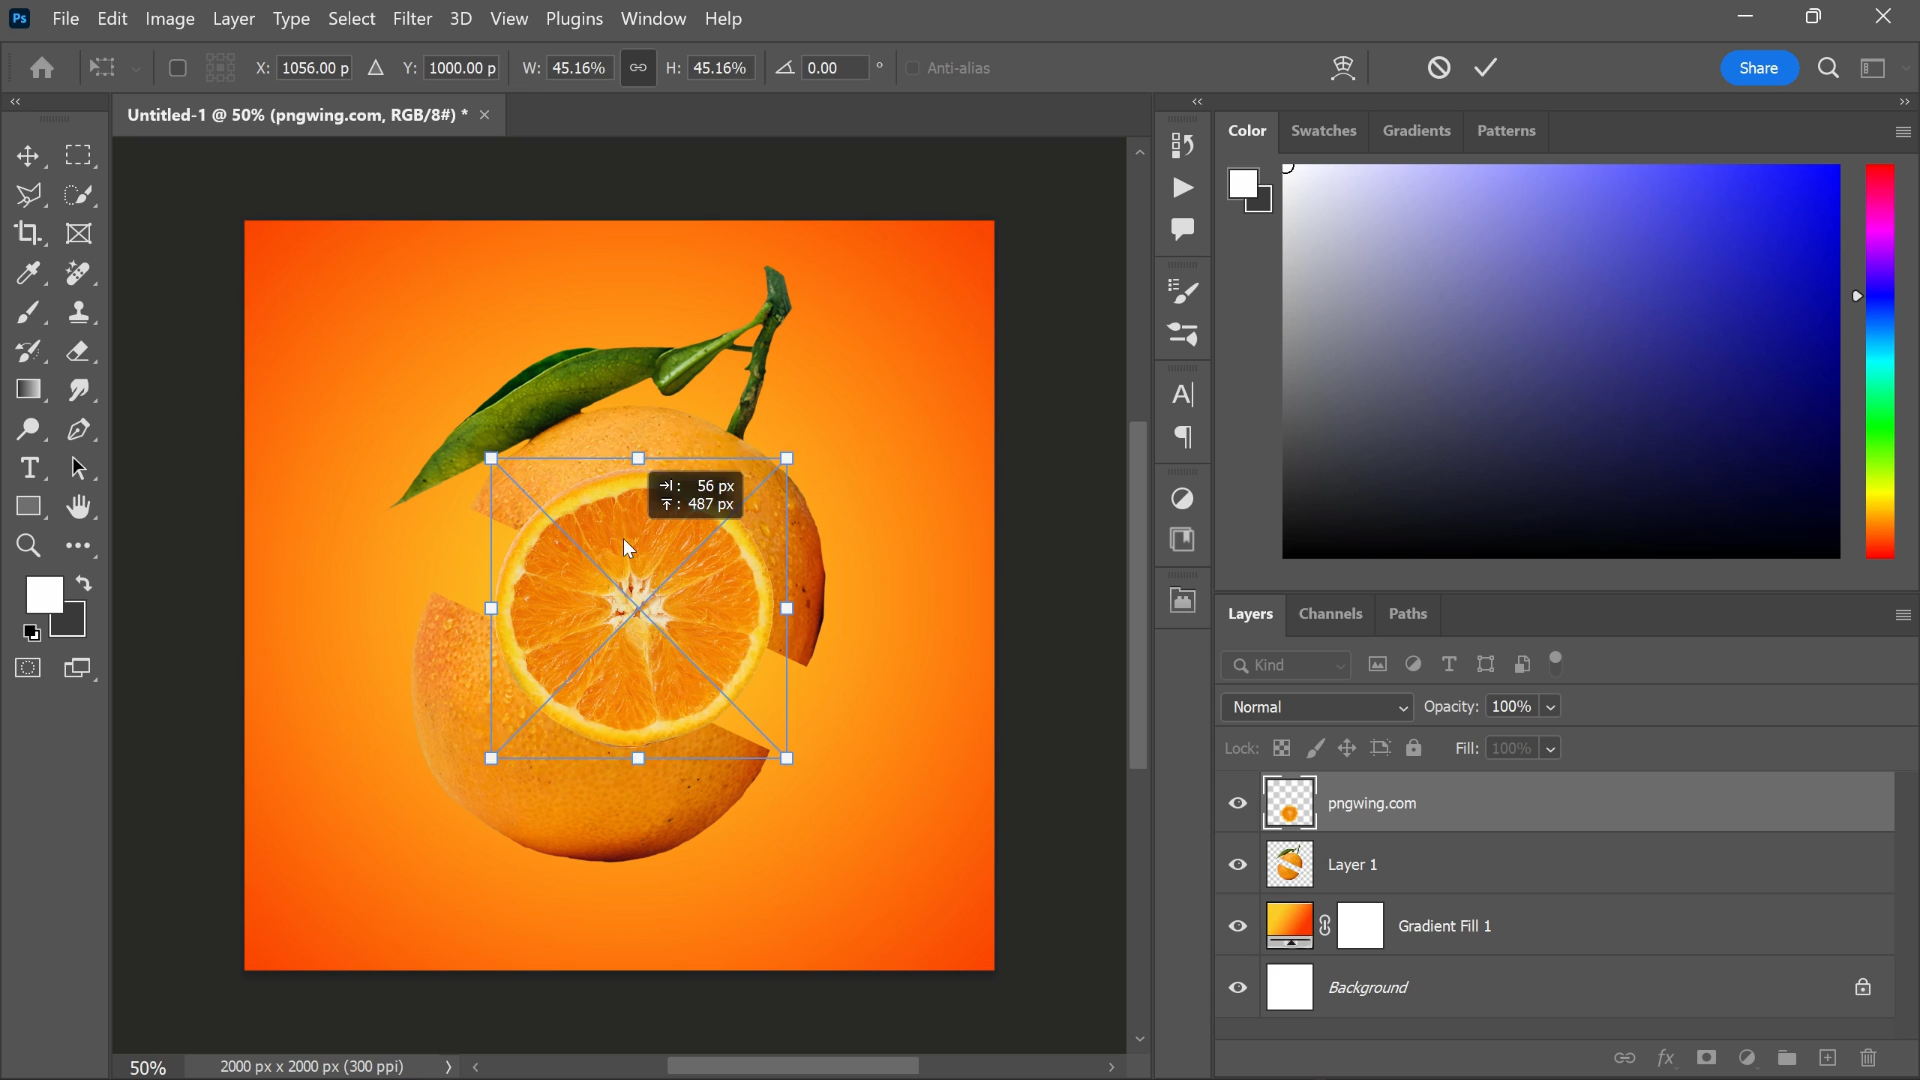 Ps File Edit Image Layer Type Select Filter 3D View Plugins Window Help
X: 1056.00 p Y: 1000.00 p W: 45.16% H: 45.16% 0.00 ° Anti-alias Share
Untitled-1 @ 50% (pngwing.com, RGB/8#) *
Color Swatches Gradients Patterns
: 56 px
: 487 px
Layers Channels Paths
Kind
Normal Opacity: 100%
Lock: Fill: 100%
pngwing.com
Layer 1
Gradient Fill 1
Background
50% 2000 px x 2000 px (300 ppi)